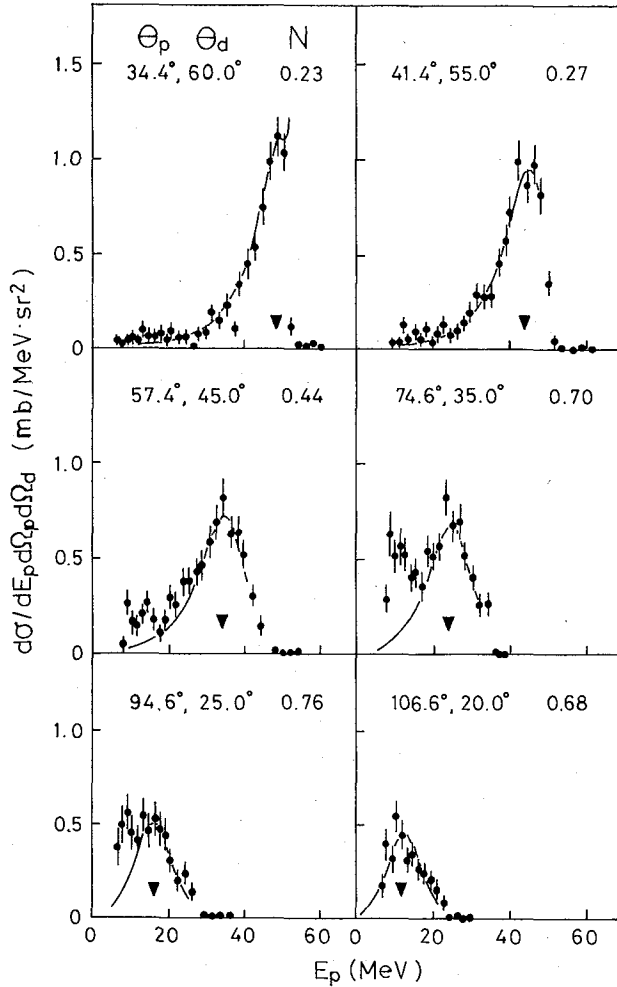 Θp Θd N
34.4°, 60.0° 0.23
41.4°, 55.0° 0.27
1.5
1.0
0.5
0
57.4°, 45.0° 0.44
74.6°, 35.0° 0.70
1.0
0.5
0
94.6°, 25.0° 0.76
106.6°, 20.0° 0.68
1.0
0.5
0
0 20 40 60 0 20 40 60
Ep (MeV)
dσ/dEpdΩpdΩd (mb/MeV·sr²)